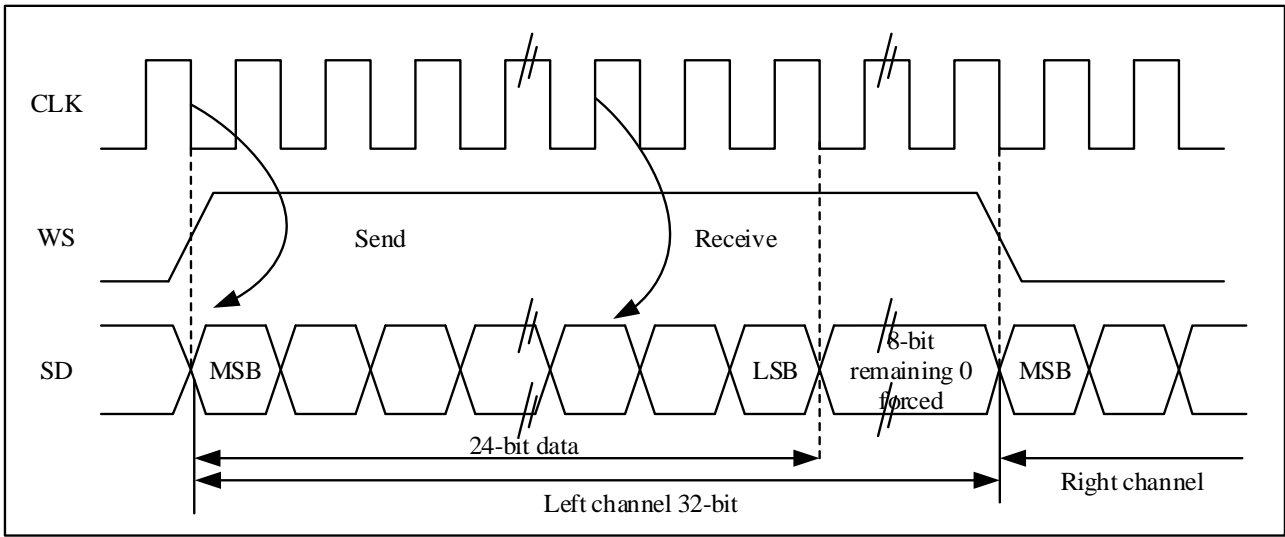 CLK
WS
Send
Receive
SD
MSB
LSB
8-bit
remaining 0
forced
MSB
24-bit data
Left channel 32-bit
Right channel